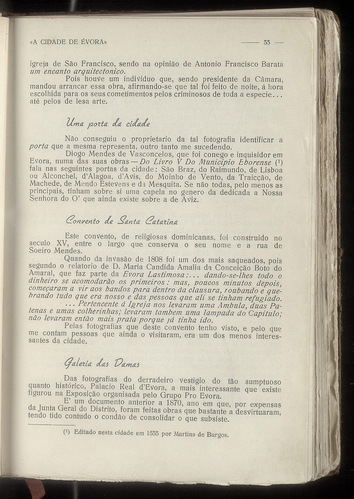 «A CIDADE DE ÉVORA» 55
igreja de São Francisco, sendo na opinião de Antonio Francisco Barata
um encanto arquitectonico.
Pois houve um individuo que, sendo presidente da Câmara,
mandou arrancar essa obra, afirmando-se que tal foi feito de noite, á hora
escolhida para os seus cometimentos pelos criminosos de toda a especie...
até pelos de lesa arte.
Uma porta da cidade
Não conseguiu o proprietario da tal fotografia identificar a
porta que a mesma representa, outro tanto me sucedendo.
Diogo Mendes de Vasconcelos, que foi conego e inquisidor em
Evora, numa das suas obras — Do Livro V Do Municipio Eborense (¹)
fala nas seguintes portas da cidade: São Braz, do Raimundo, de Lisboa
ou Alconchel, d'Alagoa, d'Avis, do Moinho de Vento, da Traicção, de
Machede, de Mendo Estevens e da Mesquita. Se não todas, pelo menos as
principais, tinham sobre si uma capela no genero da dedicada a Nossa
Senhora do O' que ainda existe sobre a de Aviz.
Convento de Santa Catarina
Este convento, de religiosas dominicanas, foi construido no
seculo XV, entre o largo que conserva o seu nome e a rua de
Soeiro Mendes.
Quando da invasão de 1808 foi um dos mais saqueados, pois
segundo o relatorio de D. Maria Candida Amalia da Conceição Boto do
Amaral, que faz parte da Evora Lastimosa:... dando-se-lhes todo o
dinheiro se acomodarão os primeiros: mas, poucos minutos depois,
começaram a vir aos bandos para dentro da clausura, roubando e que-
brando tudo que era nosso e das pessoas que ali se tinham refugiado.
... Pertencente á Igreja nos levaram uma Ambula, duas Pa-
tenas e umas colherinhas; levaram tambem uma lampada do Capitulo;
não levaram então mais prata porque já tinha ido.
Pelas fotografias que deste convento tenho visto, e pelo que
me contam pessoas que ainda o visitaram, era um dos menos interes-
santes da cidade.
Galeria das Damas
Das fotografias do derradeiro vestigio do tão sumptuoso
quanto histórico, Palacio Real d'Evora, a mais interessante que existe
figurou na Exposição organisada pelo Grupo Pro Evora.
E' um documento anterior a 1870, ano em que, por expensas
da Junta Geral do Distrito, foram feitas obras que bastante a desvirtuaram,
tendo tido contudo o condão de consolidar o que subsiste.
(¹) Editado nesta cidade em 1553 por Martins de Burgos.